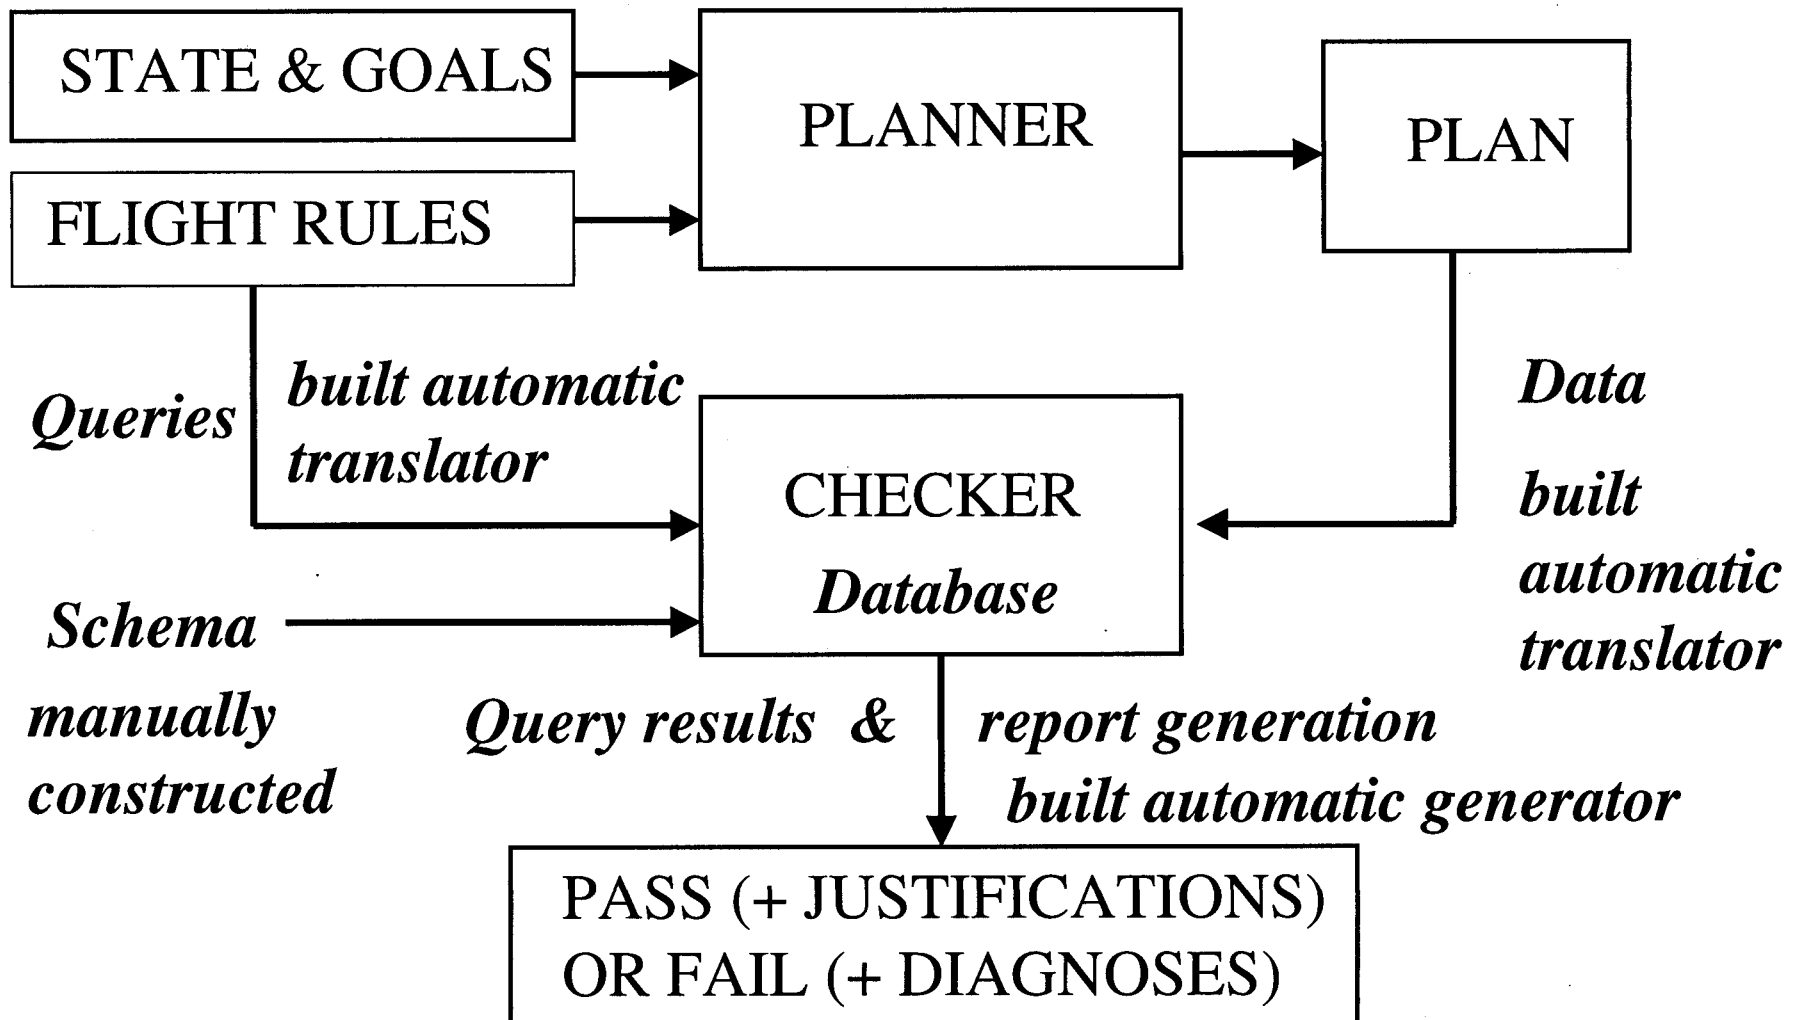 STATE & GOALS
PLANNER
PLAN
FLIGHT RULES
Queries
built automatic
translator
Data
built
automatic
translator
CHECKER
Database
Schema
manually
constructed
Query results & report generation
built automatic generator
PASS (+ JUSTIFICATIONS)
OR FAIL (+ DIAGNOSES)